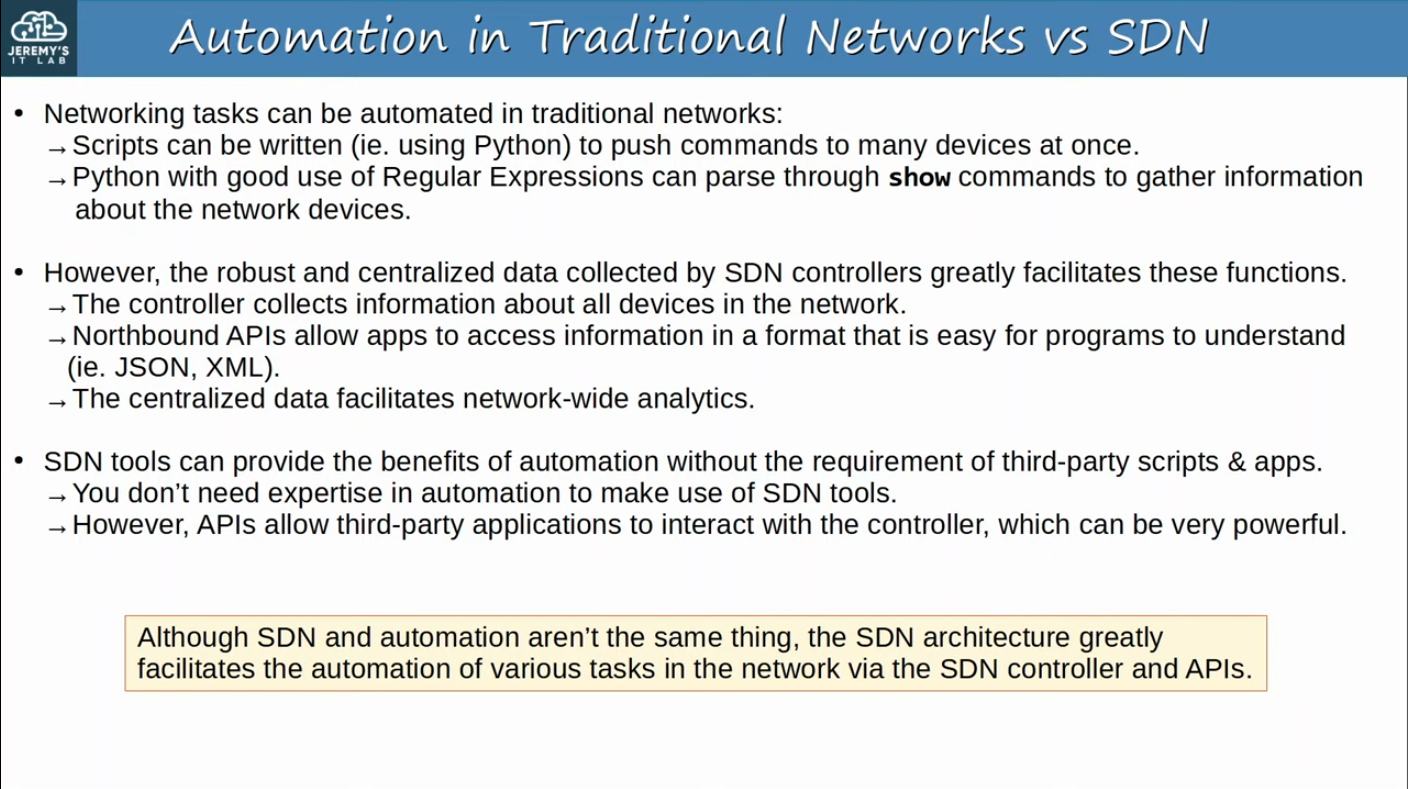 JEREMY'S
IT LAB
Automation in Traditional Networks vs SDN
• Networking tasks can be automated in traditional networks:
→Scripts can be written (ie. using Python) to push commands to many devices at once.
→Python with good use of Regular Expressions can parse through show commands to gather information
about the network devices.
• However, the robust and centralized data collected by SDN controllers greatly facilitates these functions.
→The controller collects information about all devices in the network.
→Northbound APIs allow apps to access information in a format that is easy for programs to understand
(ie. JSON, XML).
→The centralized data facilitates network-wide analytics.
• SDN tools can provide the benefits of automation without the requirement of third-party scripts & apps.
→You don’t need expertise in automation to make use of SDN tools.
→However, APIs allow third-party applications to interact with the controller, which can be very powerful.
Although SDN and automation aren’t the same thing, the SDN architecture greatly
facilitates the automation of various tasks in the network via the SDN controller and APIs.